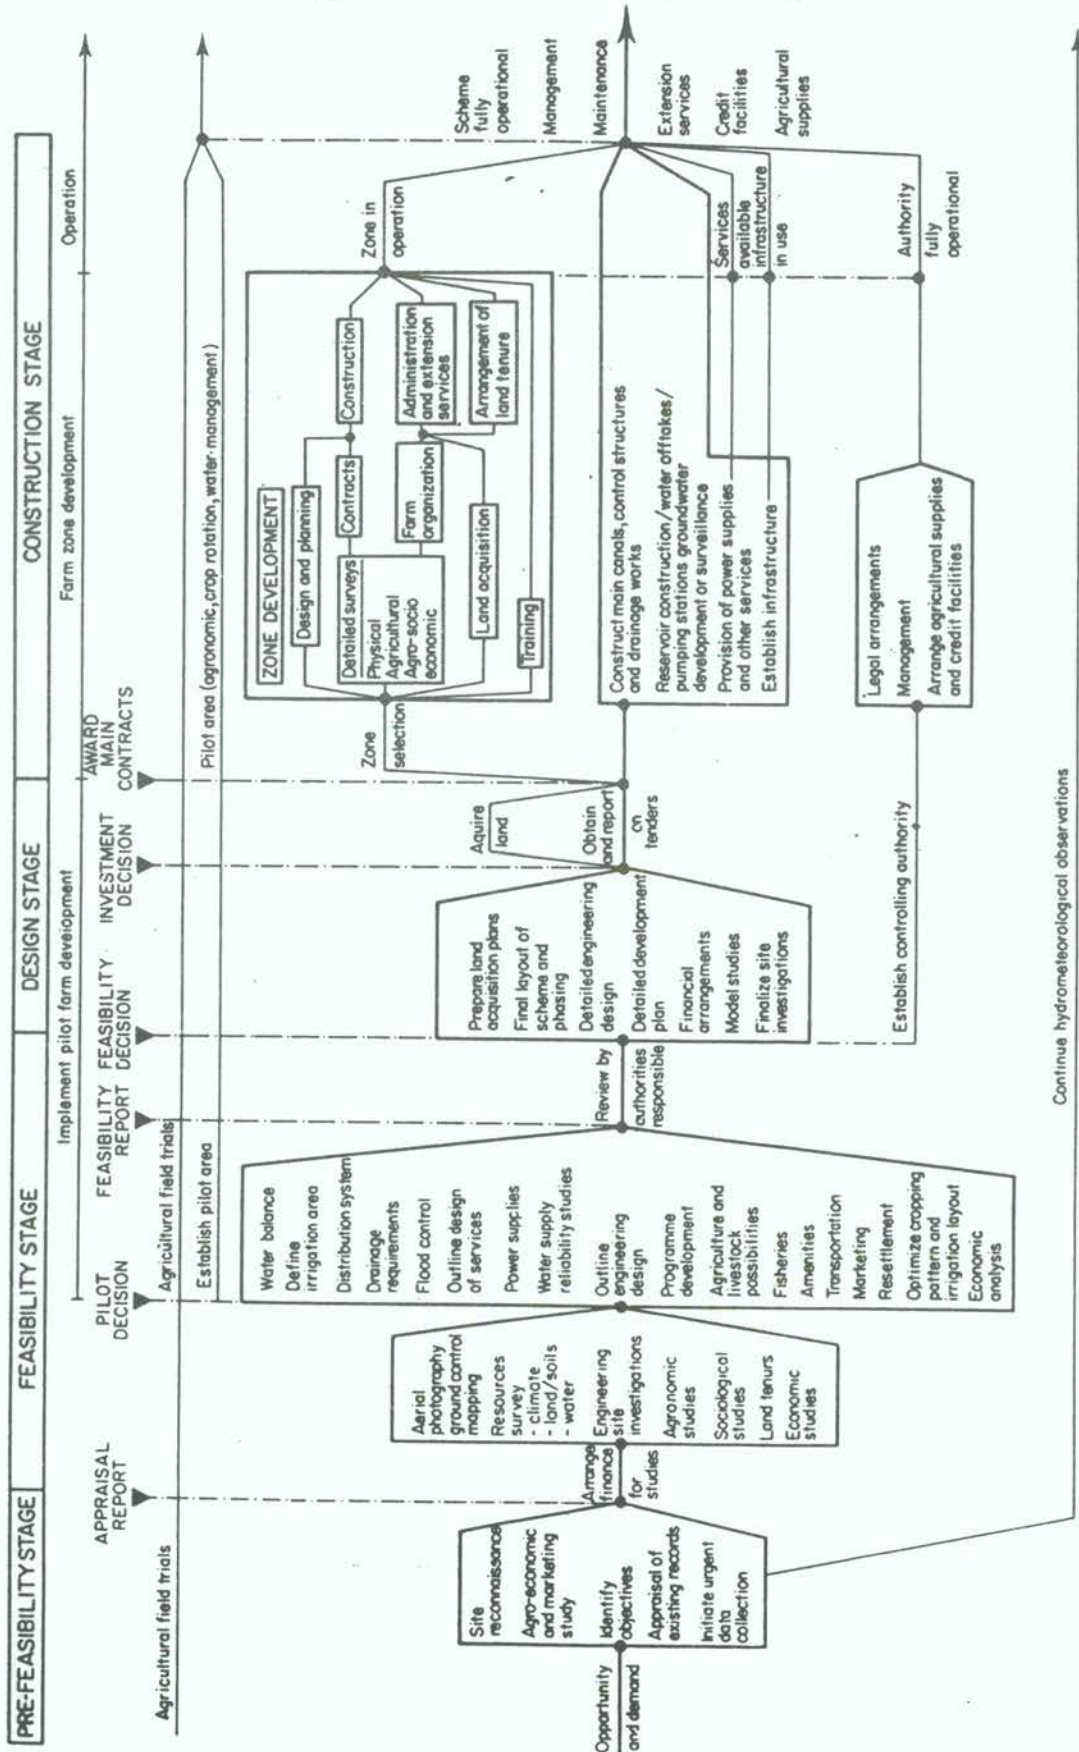 PRE-FEASIBILITY STAGE
FEASIBILITY STAGE
DESIGN STAGE
CONSTRUCTION STAGE
Implement pilot farm development
Farm zone development
Operation
APPRAISAL
REPORT
PILOT
DECISION
FEASIBILITY
REPORT
FEASIBILITY
DECISION
INVESTMENT
DECISION
AWARD
MAIN
CONTRACTS
Agricultural field trials
Agricultural field trials
Establish pilot area
Pilot area (agronomic, crop rotation, water-management)
Opportunity
and demand
Site
reconnaissance
Agro-economic
and marketing
study
Identify
objectives
Appraisal of
existing records
Initiate urgent
data
collection
Arrange
finance
for studies
Aerial
photography
ground control
mapping
Resources
survey
- climate
- land/soils
- water
Engineering
site
investigations
Agronomic
studies
Sociological
studies
Land tenurs
Economic
studies
Water balance
Define
irrigation area
Distribution system
Drainage
requirements
Flood control
Outline design
of services
Power supplies
Water supply
reliability studies
Outline
engineering
design
Programme
development
Agriculture and
livestock
possibilities
Fisheries
Amenities
Transportation
Marketing
Resettlement
Optimize cropping
pattern and
irrigation layout
Economic
analysis
Review by
authorities
responsible
Prepare land
acquisition plans
Final layout of
scheme and
phasing
Detailed engineering
design
Detailed development
plan
Financial
arrangements
Model studies
Finalize site
investigations
Establish controlling authority
Aquire
land
Obtain
and report
on
tenders
Zone
selection
ZONE DEVELOPMENT
Design and planning
Detailed surveys
Physical
Agricultural
Agro-socio
economic
Contracts
Construction
Farm
organization
Administration
and extension
services
Land acquisition
Arrangement of
land tenure
Training
Zone in
operation
Construct main canals, control structures
and drainage works
Reservoir construction/water offtakes/
pumping stations groundwater
development or surveillance
Provision of power supplies
and other services
Establish infrastructure
Services
available
infrastructure
in use
Legal arrangements
Management
Arrange agricultural supplies
and credit facilities
Authority
fully
operational
Scheme
fully
operational
Management
Maintenance
Extension
services
Credit
facilities
Agricultural
supplies
Continue hydrometeorological observations